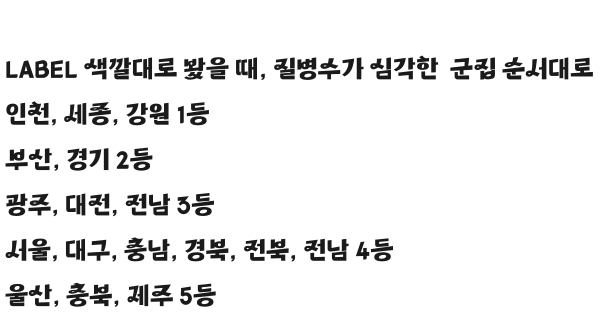 LABEL 색깔대로 봤을 때, 질병수가 심각한 군집 순서대로
인천, 세종, 강원 1등
부산, 경기 2등
광주, 대전, 전남 3등
서울, 대구, 충남, 경북, 전북, 전남 4등
울산, 충북, 제주 5등